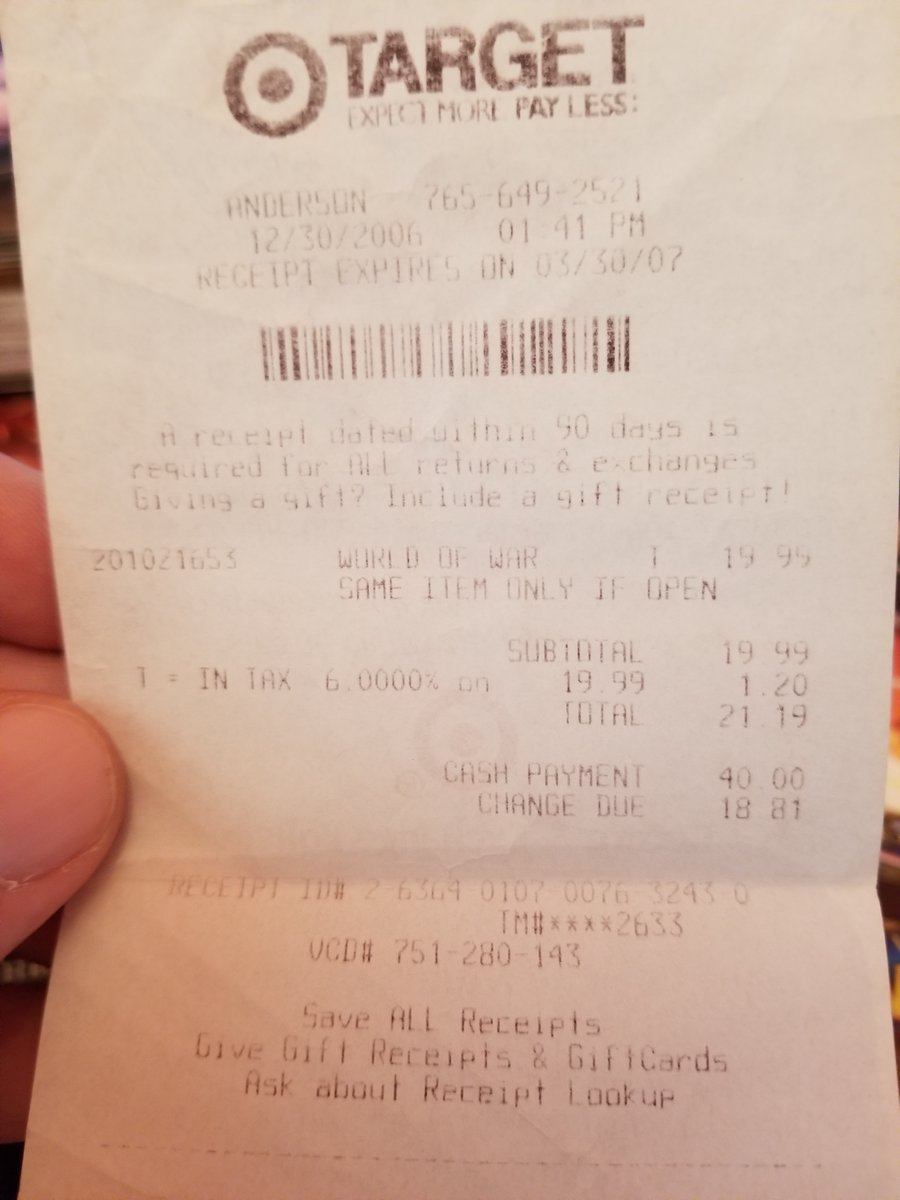 TARGET
EXPECT MORE PAY LESS:
ANDERSON 765-649-2521
12/30/2006 01:41 PM
RECEIPT EXPIRES ON 03/30/07
A receipt dated within 90 days is
required for ALL returns & exchanges
Giving a gift? Include a gift receipt!
201021653 WORLD OF WAR T 19.99
SAME ITEM ONLY IF OPEN
SUBTOTAL 19.99
T = IN TAX 6.0000% on 19.99 1.20
TOTAL 21.19
CASH PAYMENT 40.00
CHANGE DUE 18.81
RECEIPT ID# 2-6364-0107-0076-3243-0
TM#****2633
VCD# 751-280-143
Save ALL Receipts
Give Gift Receipts & GiftCards
Ask about Receipt Lookup